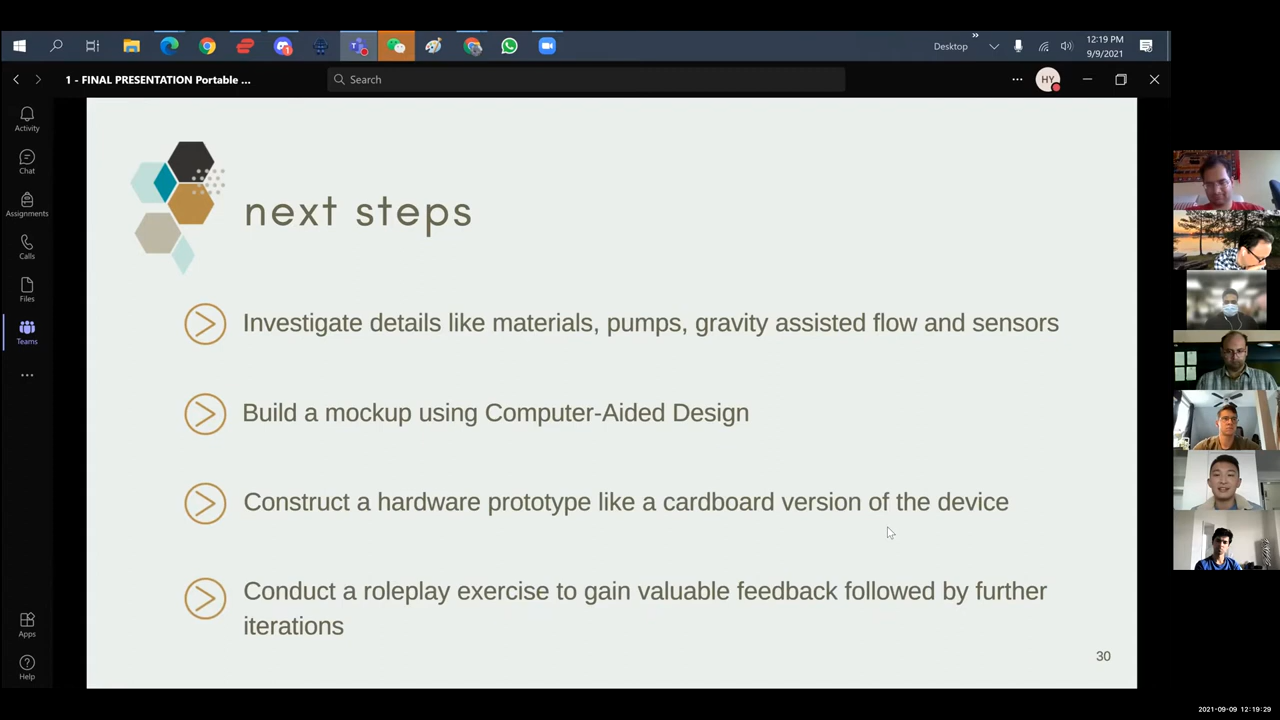 Desktop
12:19 PM
9/9/2021
1 - FINAL PRESENTATION Portable ...
Search
HY
Activity
Chat
Assignments
Calls
Files
Teams
Apps
Help
next steps
Investigate details like materials, pumps, gravity assisted flow and sensors
Build a mockup using Computer-Aided Design
Construct a hardware prototype like a cardboard version of the device
Conduct a roleplay exercise to gain valuable feedback followed by further
iterations
30
2021-09-09 12:19:29